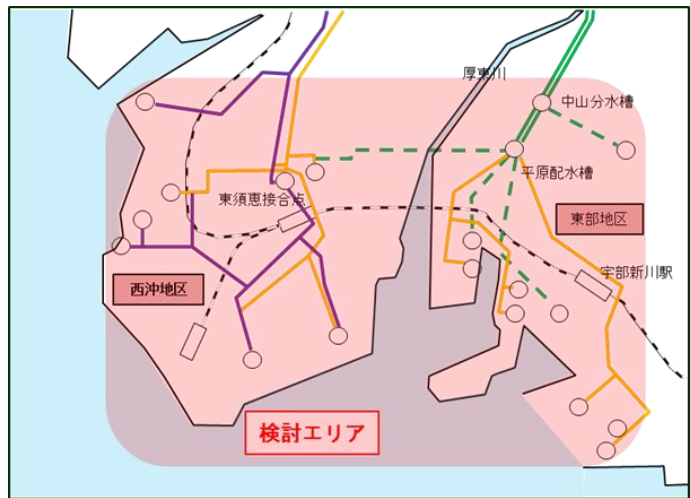 厚東川
中山分水槽
平原配水槽
東須恵接合点
東部地区
宇部新川駅
西沖地区
検討エリア